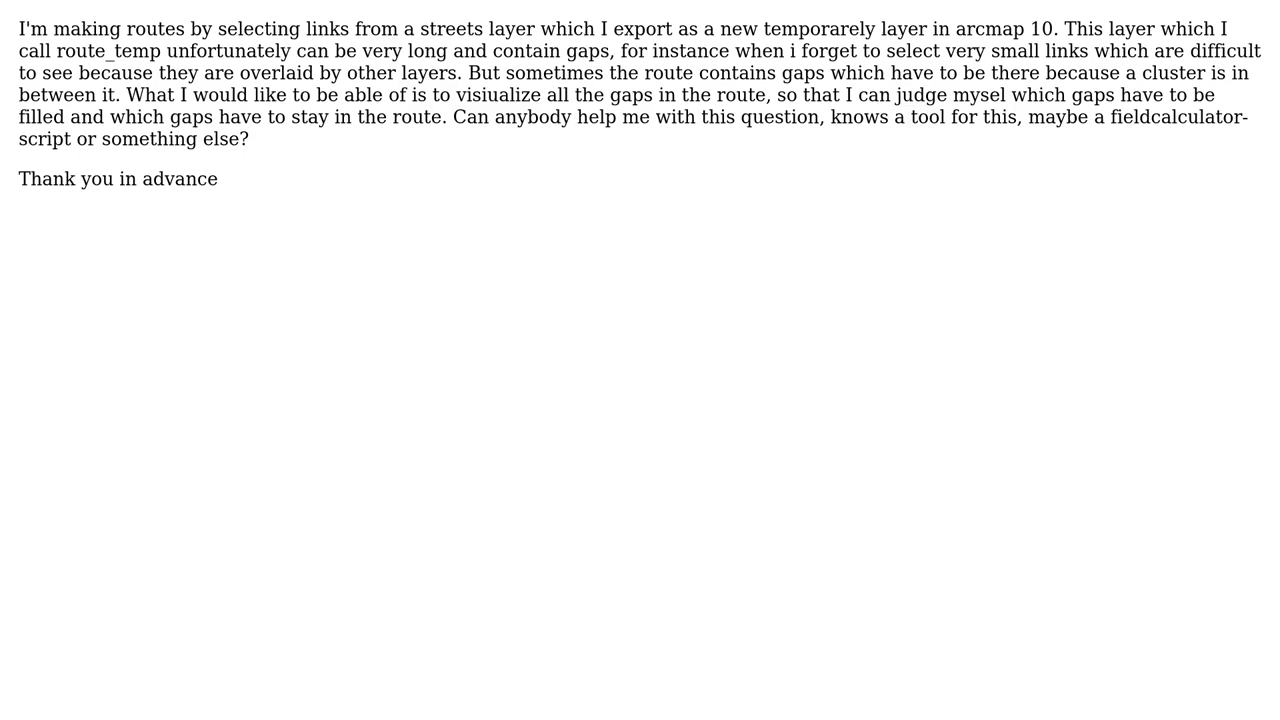 I'm making routes by selecting links from a streets layer which I export as a new temporarely layer in arcmap 10. This layer which I
call route_temp unfortunately can be very long and contain gaps, for instance when i forget to select very small links which are difficult
to see because they are overlaid by other layers. But sometimes the route contains gaps which have to be there because a cluster is in
between it. What I would like to be able of is to visiualize all the gaps in the route, so that I can judge mysel which gaps have to be
filled and which gaps have to stay in the route. Can anybody help me with this question, knows a tool for this, maybe a fieldcalculator-
script or something else?
Thank you in advance